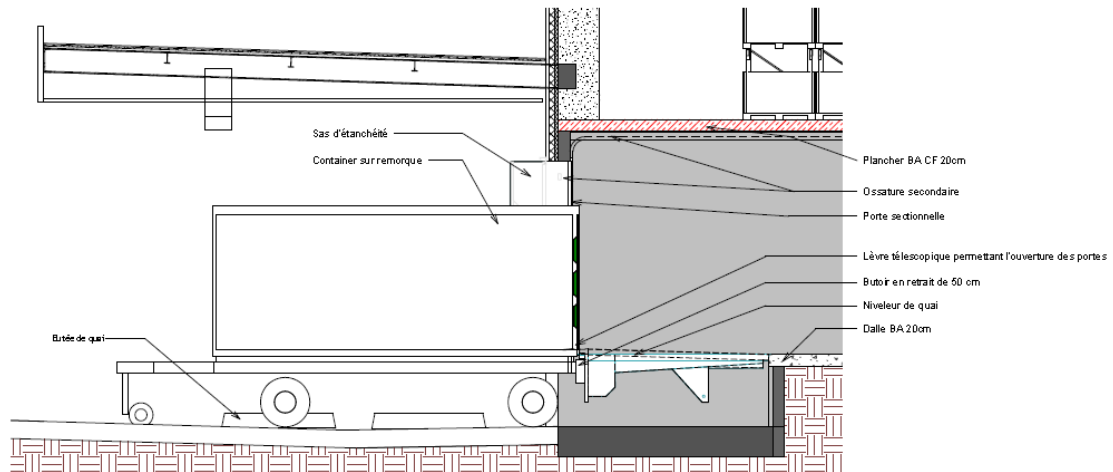 Sas d'étanchéité
Container sur remorque
Plancher BA CF 20cm
Ossature secondaire
Porte sectionnelle
Lèvre télescopique permettant l'ouverture des portes
Butoir en retrait de 50 cm
Niveleur de quai
Butée de quai
Dalle BA 20cm